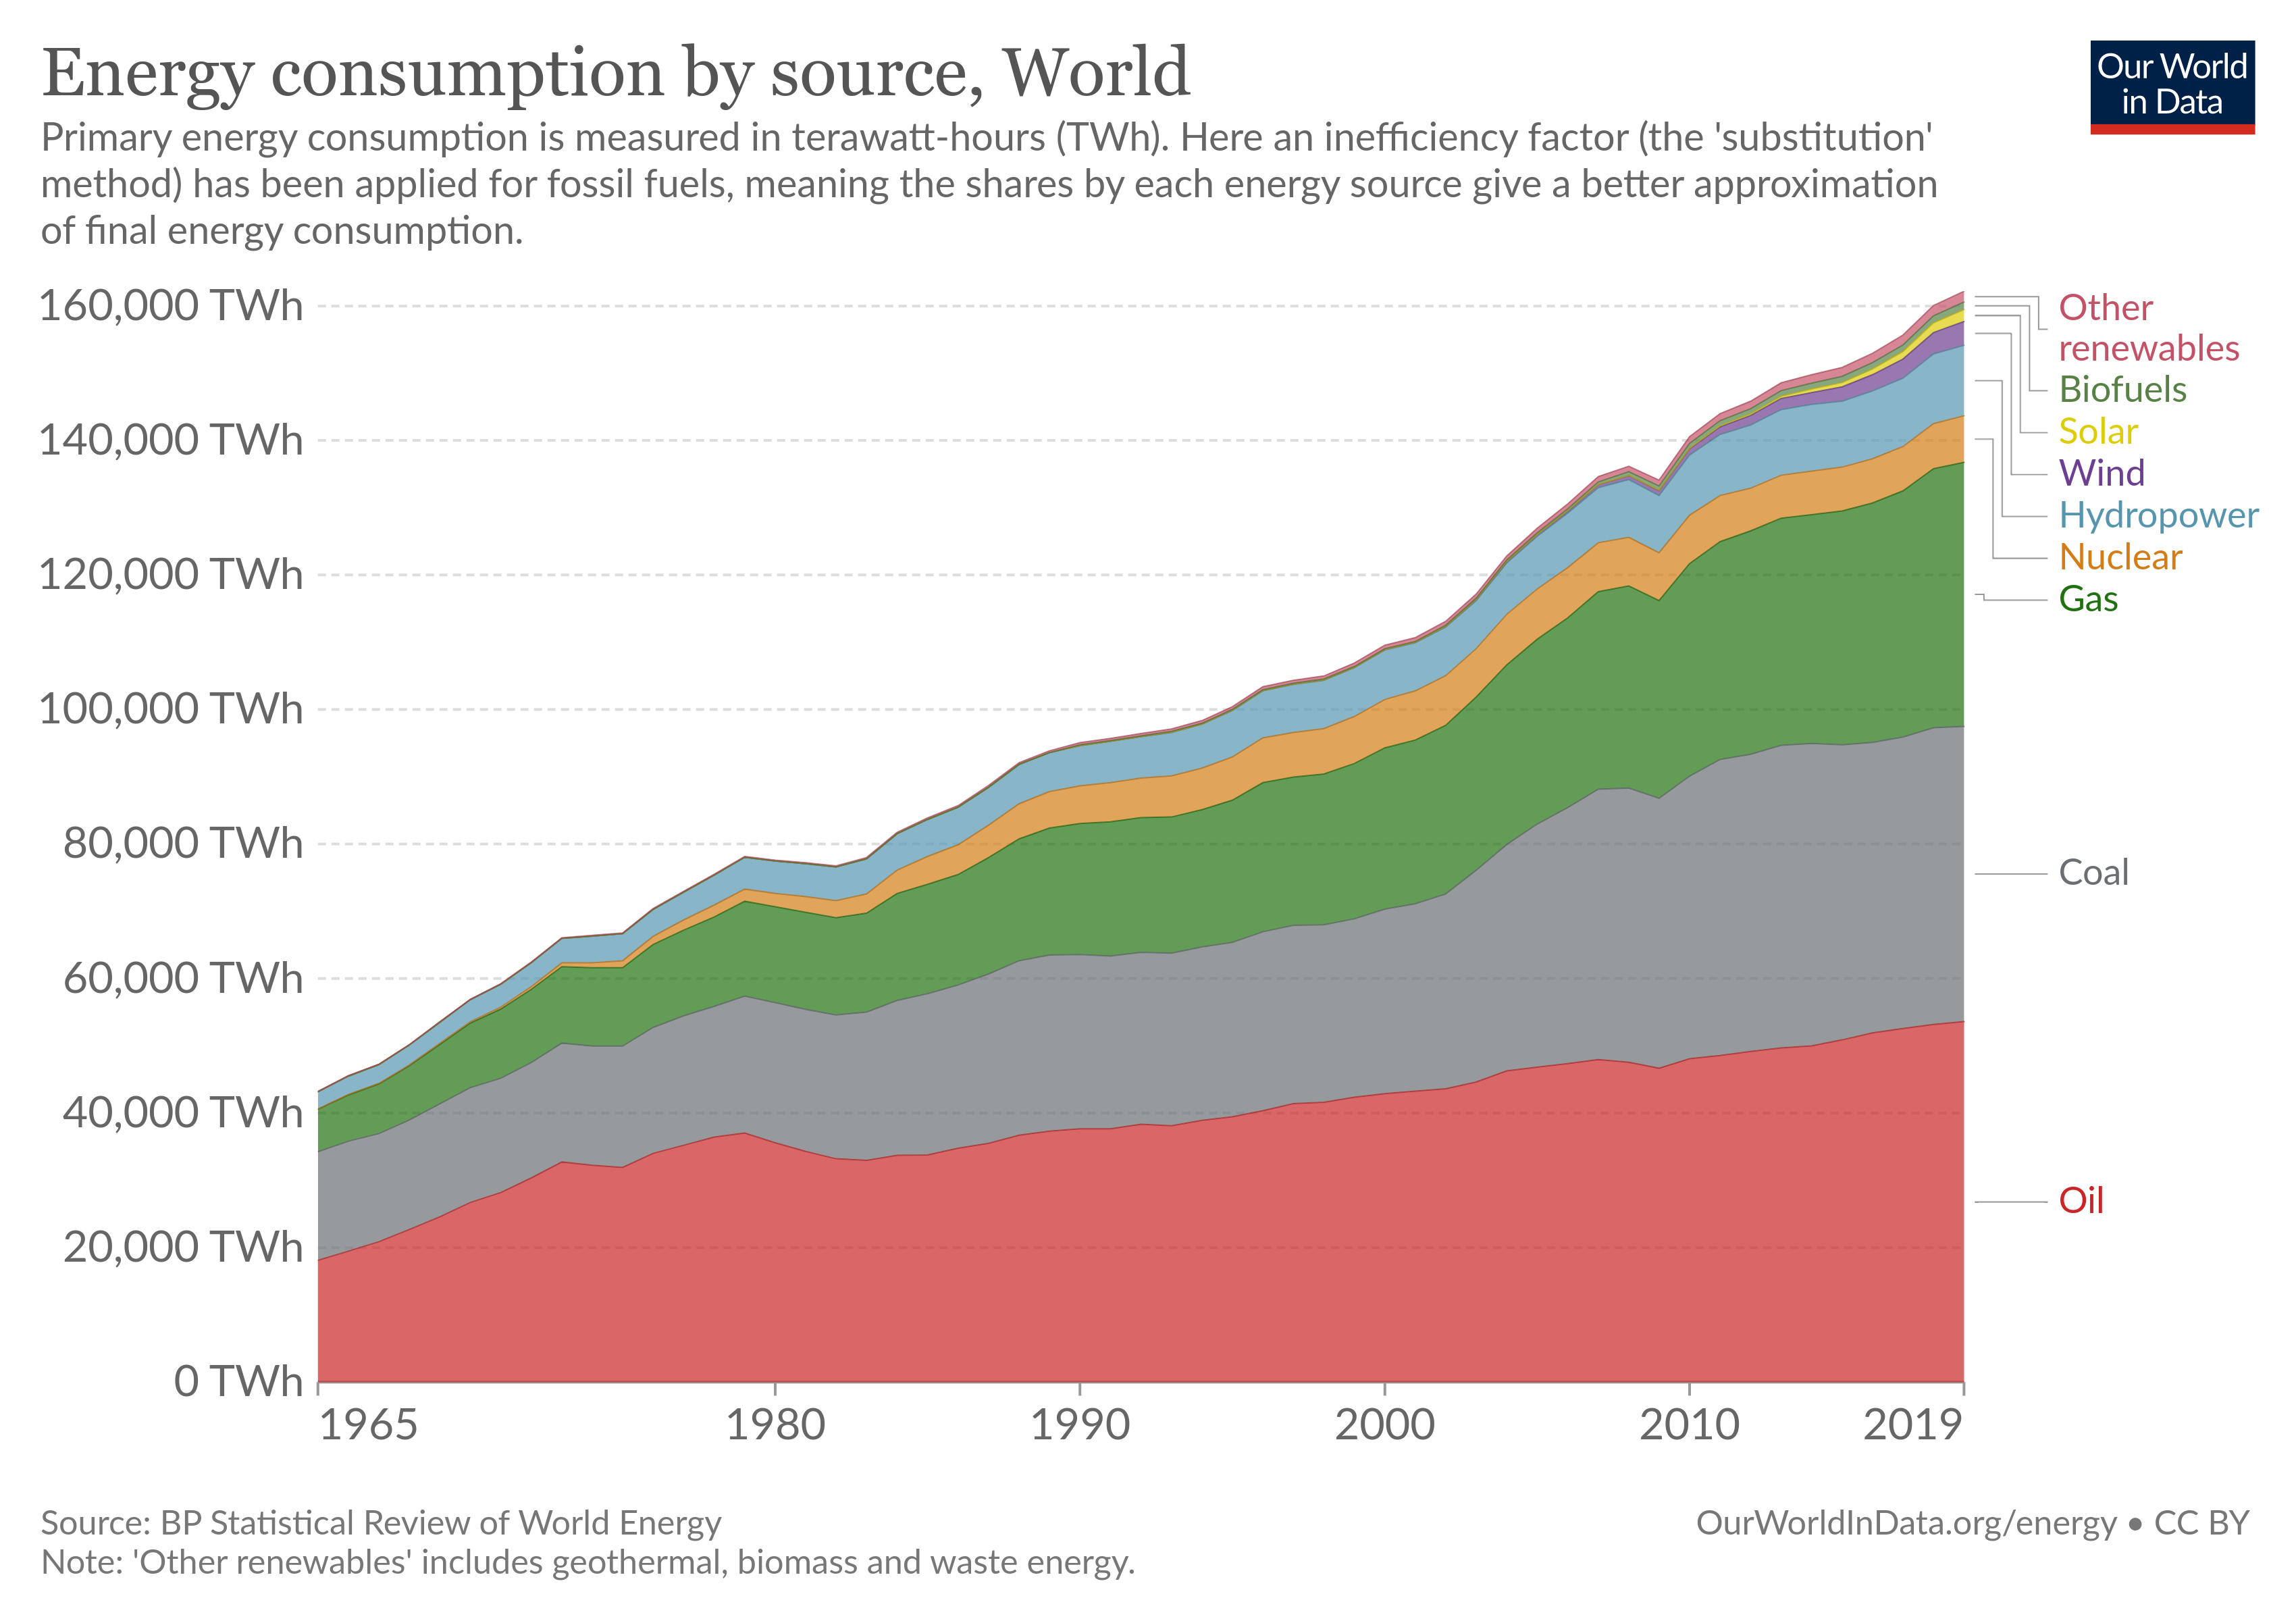 Energy consumption by source, World
Our World
in Data
Primary energy consumption is measured in terawatt-hours (TWh). Here an inefficiency factor (the 'substitution'
method) has been applied for fossil fuels, meaning the shares by each energy source give a better approximation
of final energy consumption.
160,000 TWh
140,000 TWh
120,000 TWh
100,000 TWh
80,000 TWh
60,000 TWh
40,000 TWh
20,000 TWh
0 TWh
Other
renewables
Biofuels
Solar
Wind
Hydropower
Nuclear
Gas
Coal
Oil
1965
1980
1990
2000
2010
2019
Source: BP Statistical Review of World Energy
Note: 'Other renewables' includes geothermal, biomass and waste energy.
OurWorldInData.org/energy • CC BY